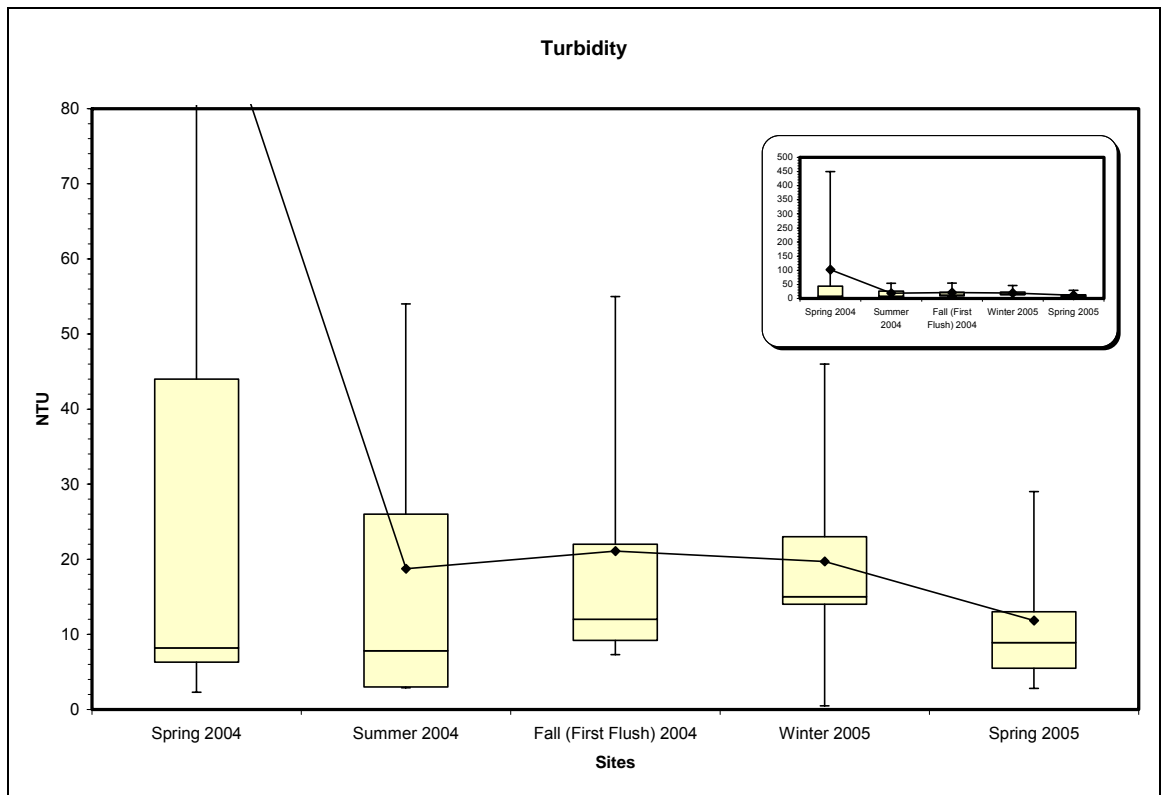 Turbidity
80
70
60
50
40
30
20
10
0
NTU
Spring 2004
Summer 2004
Fall (First Flush) 2004
Winter 2005
Spring 2005
Sites
500
450
400
350
300
250
200
150
100
50
0
Spring 2004
Summer
2004
Fall (First
Flush) 2004
Winter 2005
Spring 2005